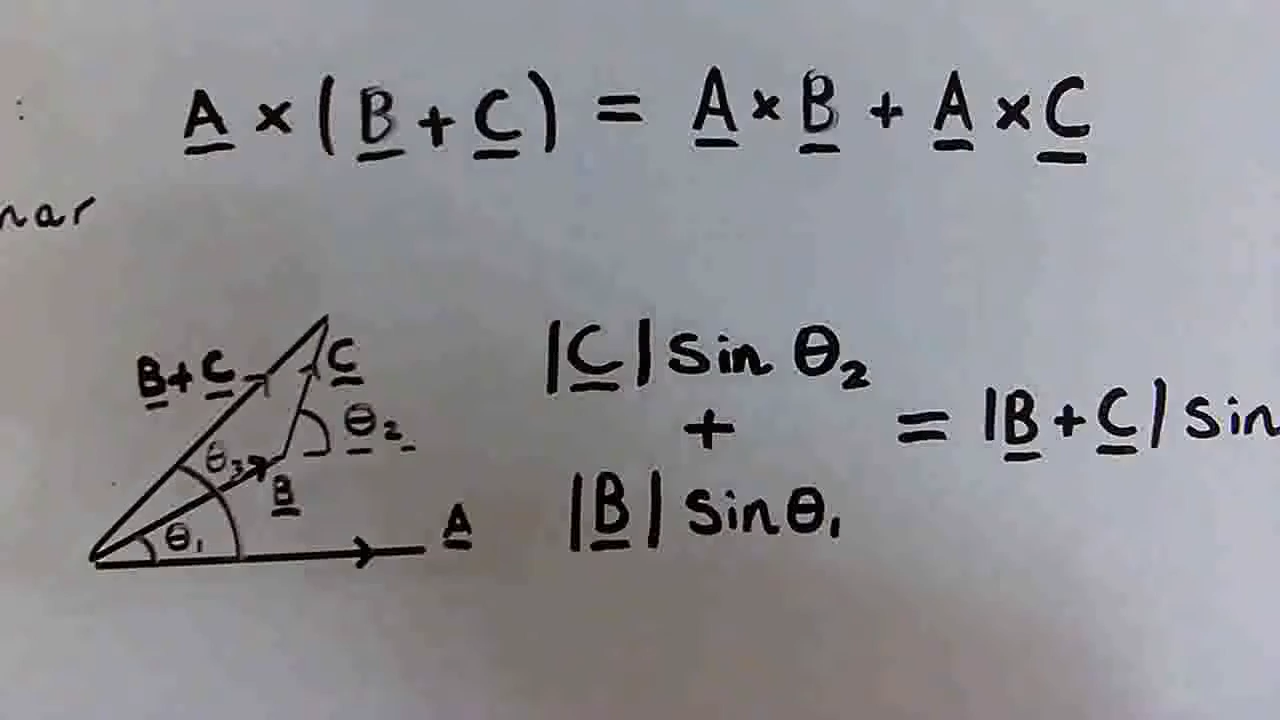 A × (B + C) = A × B + A × C
nar
B+C
C
θ2
θ3
B
θ1
A
|C| sin θ2
+
|B| sin θ1
= |B + C| sin